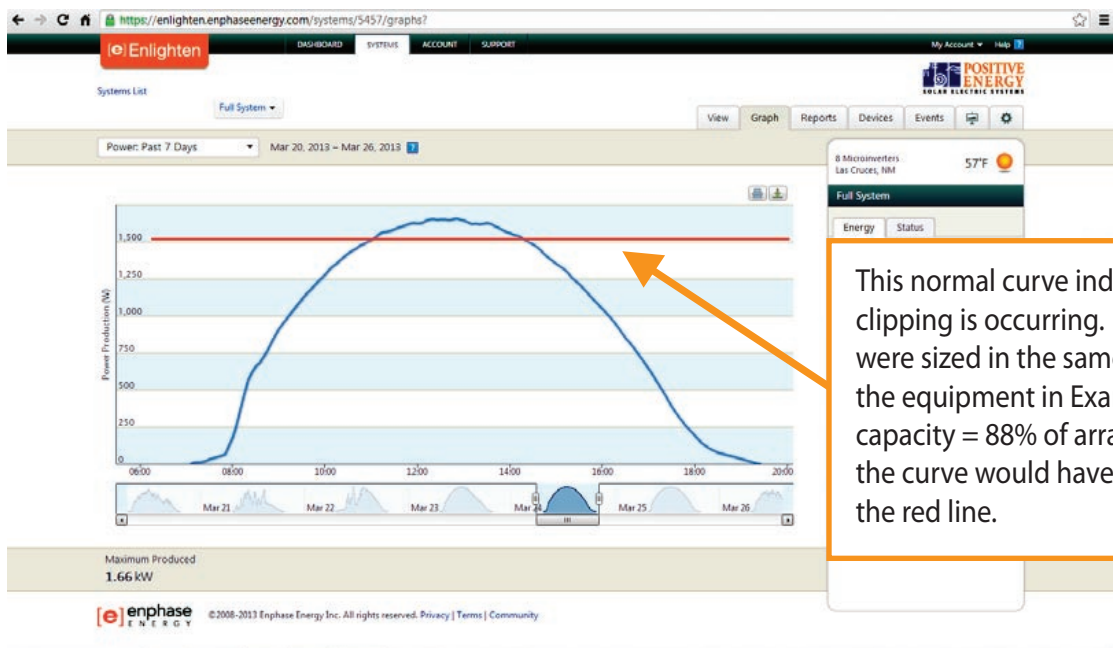 https://enlighten.enphaseenergy.com/systems/5457/graphs?
[e] Enlighten
DASHBOARD SYSTEMS ACCOUNT SUPPORT
My Account Help ?
POSITIVE
ENERGY
SOLAR ELECTRIC SYSTEMS
Systems List
Full System
View Graph Reports Devices Events
Power: Past 7 Days Mar 20, 2013 – Mar 26, 2013 ?
8 Microinverters
Las Cruces, NM
57°F
Full System
Energy Status
Power Production (W)
1,500
1,250
1,000
750
500
250
0
06:00 08:00 10:00 12:00 14:00 16:00 18:00 20:00
Mar 21 Mar 22 Mar 23 Mar 24 Mar 25 Mar 26
This normal curve ind
clipping is occurring.
were sized in the same
the equipment in Exa
capacity = 88% of arra
the curve would have
the red line.
Maximum Produced
1.66 kW
[e] enphase
ENERGY
©2008-2013 Enphase Energy Inc. All rights reserved. Privacy | Terms | Community